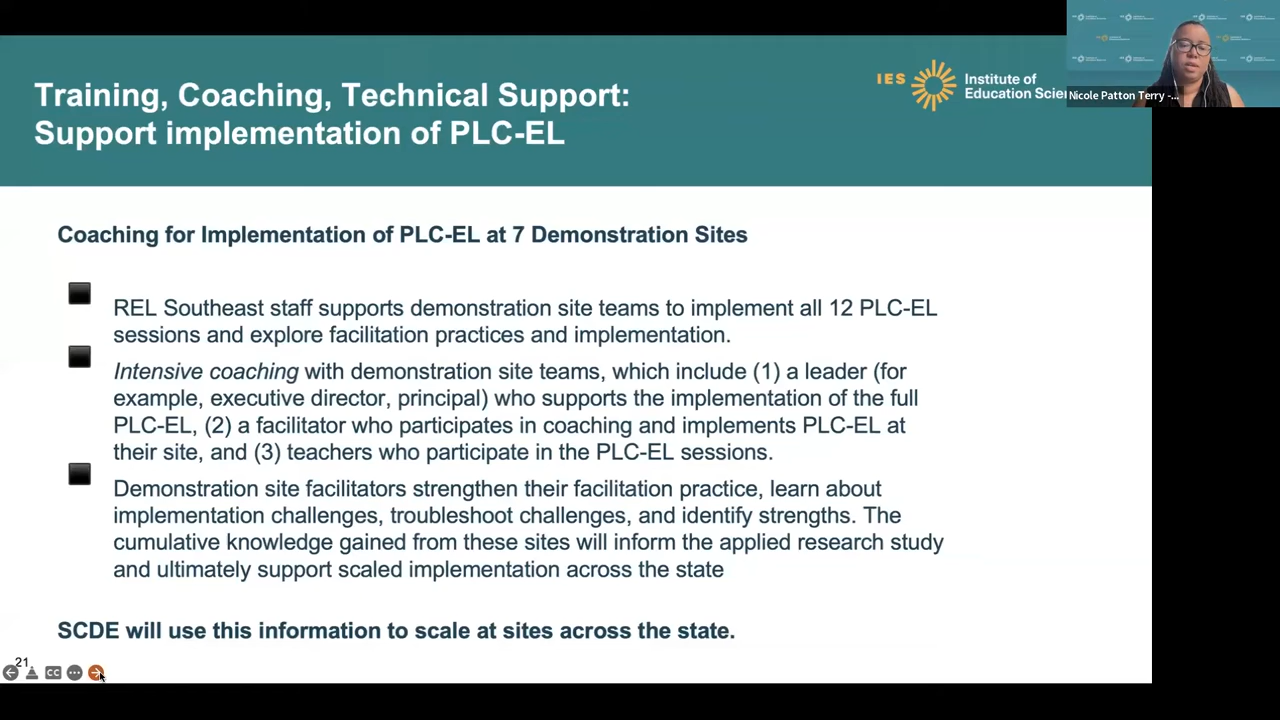 Training, Coaching, Technical Support:
Support implementation of PLC-EL
IES
Institute of
Education Scien
Nicole Patton Terry -...
Coaching for Implementation of PLC-EL at 7 Demonstration Sites
REL Southeast staff supports demonstration site teams to implement all 12 PLC-EL
sessions and explore facilitation practices and implementation.
Intensive coaching with demonstration site teams, which include (1) a leader (for
example, executive director, principal) who supports the implementation of the full
PLC-EL, (2) a facilitator who participates in coaching and implements PLC-EL at
their site, and (3) teachers who participate in the PLC-EL sessions.
Demonstration site facilitators strengthen their facilitation practice, learn about
implementation challenges, troubleshoot challenges, and identify strengths. The
cumulative knowledge gained from these sites will inform the applied research study
and ultimately support scaled implementation across the state
SCDE will use this information to scale at sites across the state.
21
CC